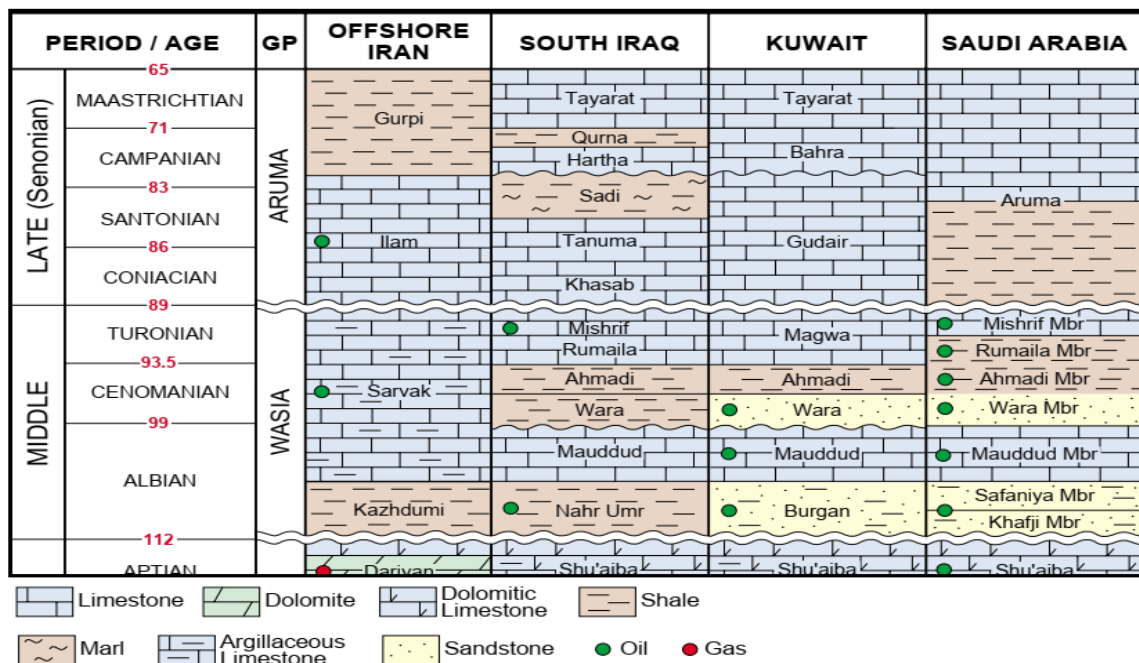 PERIOD / AGE GP OFFSHORE IRAN SOUTH IRAQ KUWAIT SAUDI ARABIA
65
LATE (Senonian)
ARUMA
MAASTRICHTIAN
Gurpi
Tayarat
Tayarat
71
Qurna
CAMPANIAN
Hartha
Bahra
83
Sadi
Aruma
SANTONIAN
86
Ilam
Tanuma
Gudair
CONIACIAN
Khasab
89
MIDDLE
WASIA
TURONIAN
Mishrif
Magwa
Mishrif Mbr
Rumaila
Rumaila Mbr
93.5
CENOMANIAN
Sarvak
Ahmadi
Ahmadi
Ahmadi Mbr
Wara
Wara
Wara Mbr
99
Mauddud
Mauddud
Mauddud Mbr
ALBIAN
Safaniya Mbr
Kazhdumi
Nahr Umr
Burgan
Khafji Mbr
112
APTIAN
Dariyan
Shu'aiba
Shu'aiba
Shu'aiba
Limestone
Dolomite
Dolomitic
Limestone
Shale
Marl
Argillaceous
Limestone
Sandstone
Oil
Gas